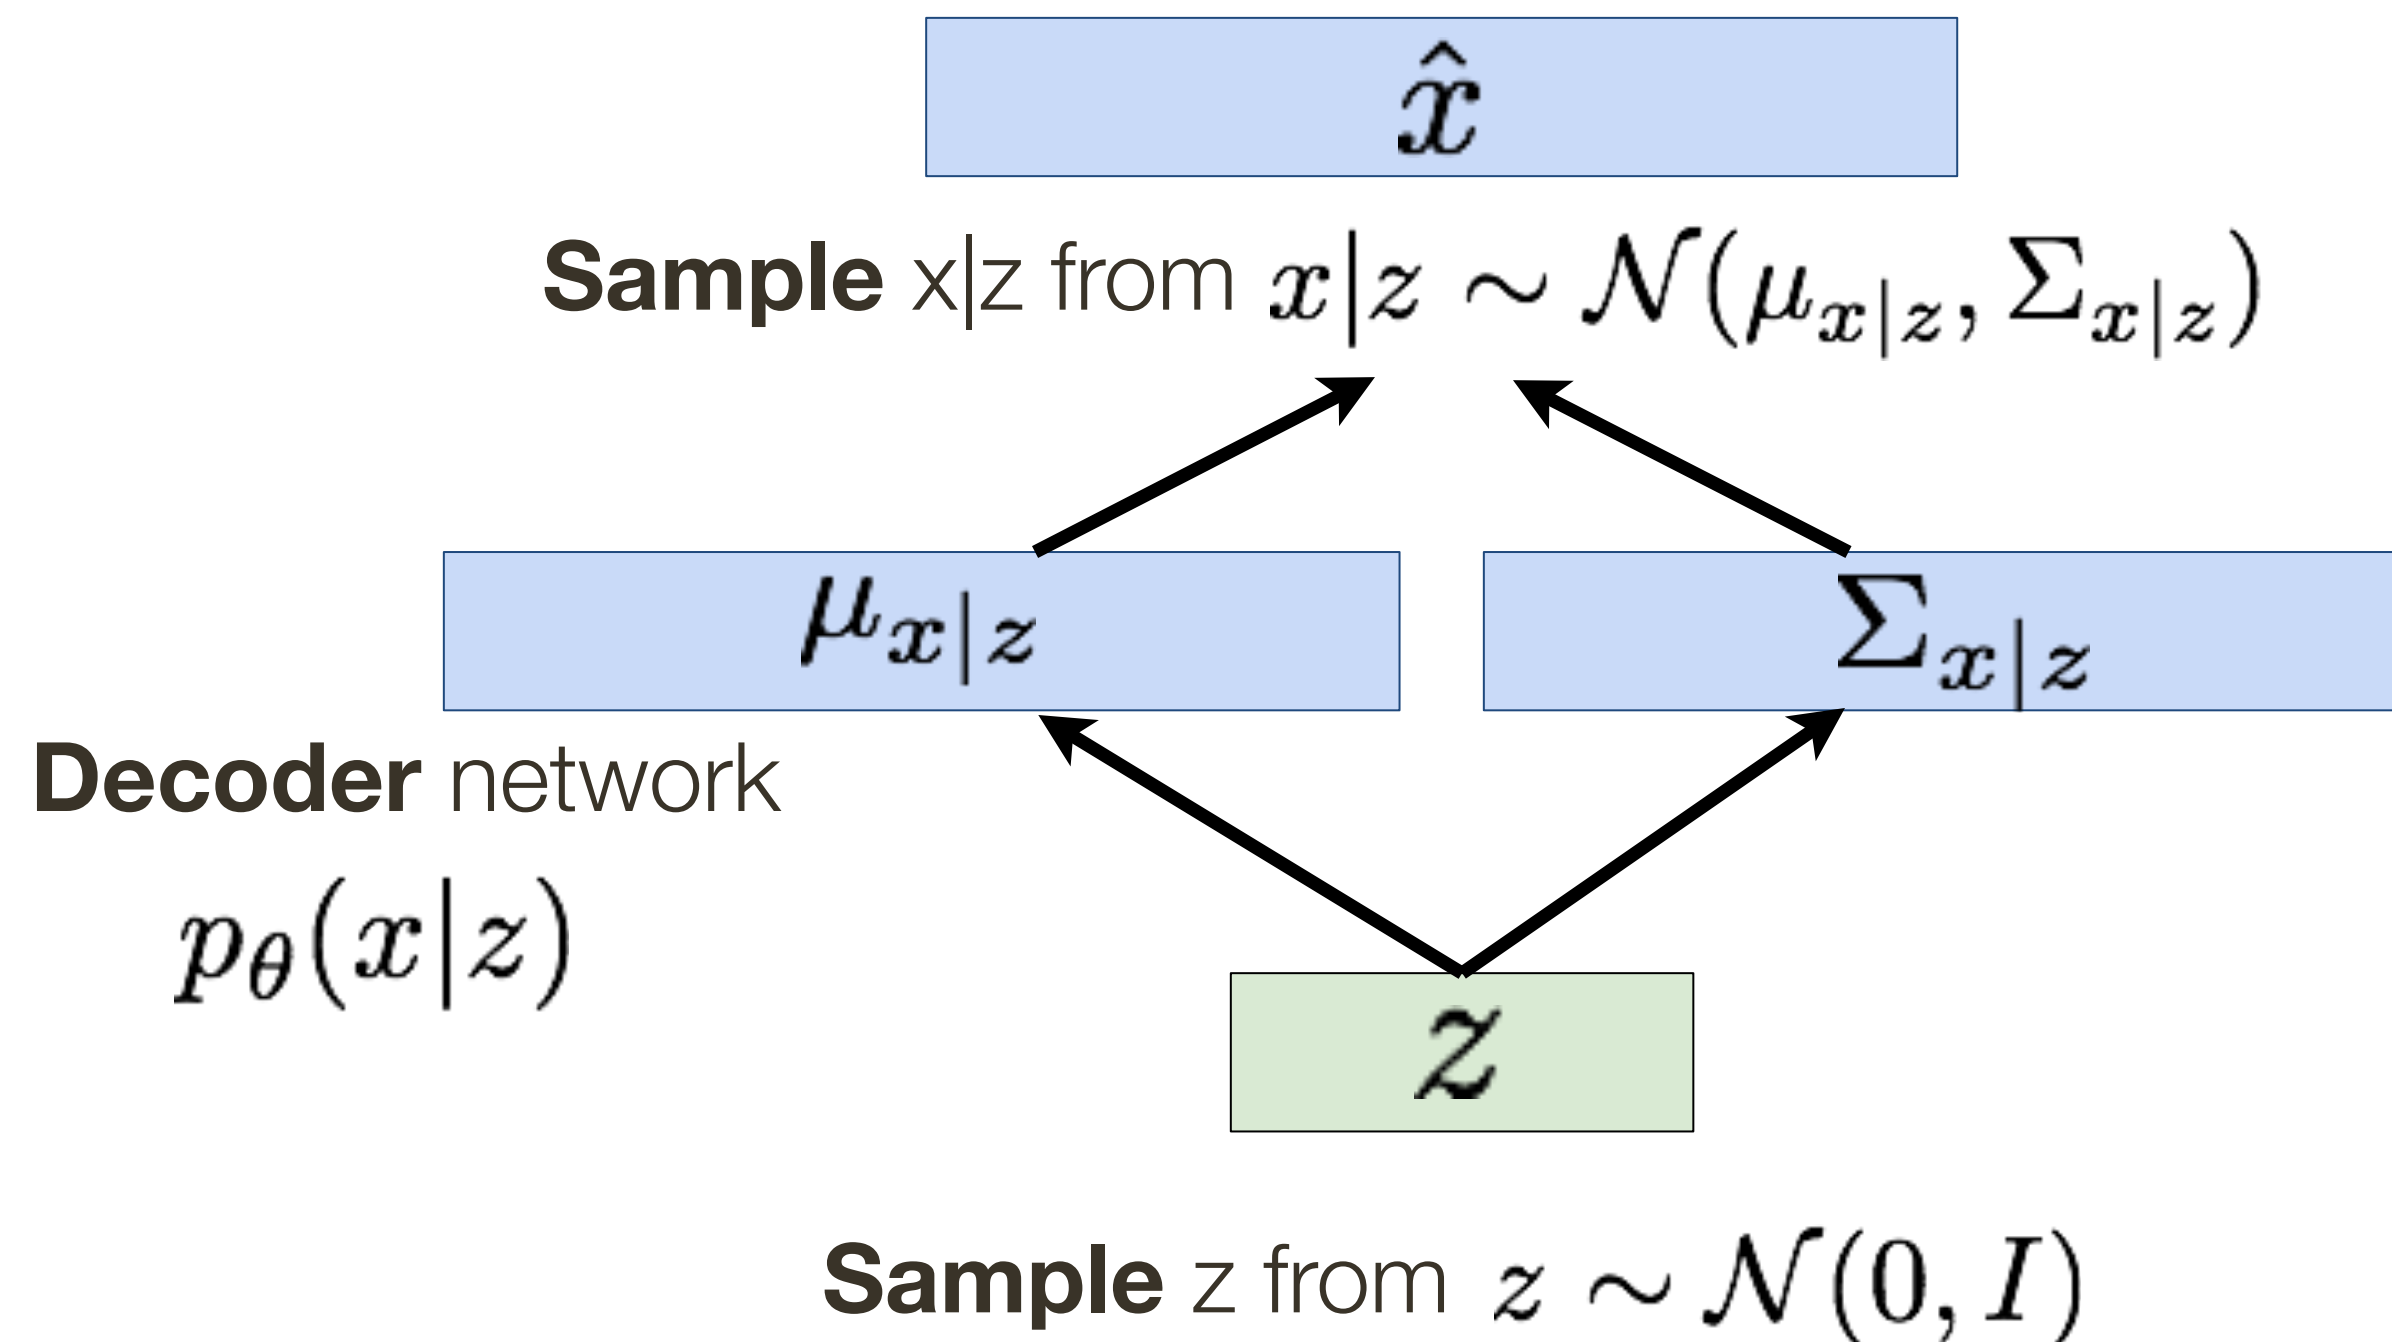 x̂
Sample x|z from x|z ∼ 𝒩(μ_{x|z}, Σ_{x|z})
μ_{x|z}
Σ_{x|z}
Decoder network
p_θ(x|z)
z
Sample z from z ∼ 𝒩(0, I)